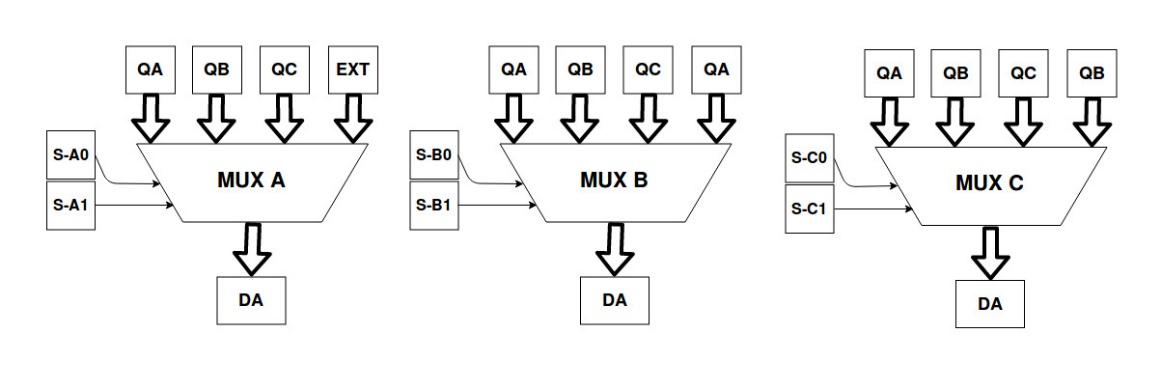 QA QB QC EXT
S-A0
S-A1
MUX A
DA
QA QB QC QA
S-B0
S-B1
MUX B
DA
QA QB QC QB
S-C0
S-C1
MUX C
DA